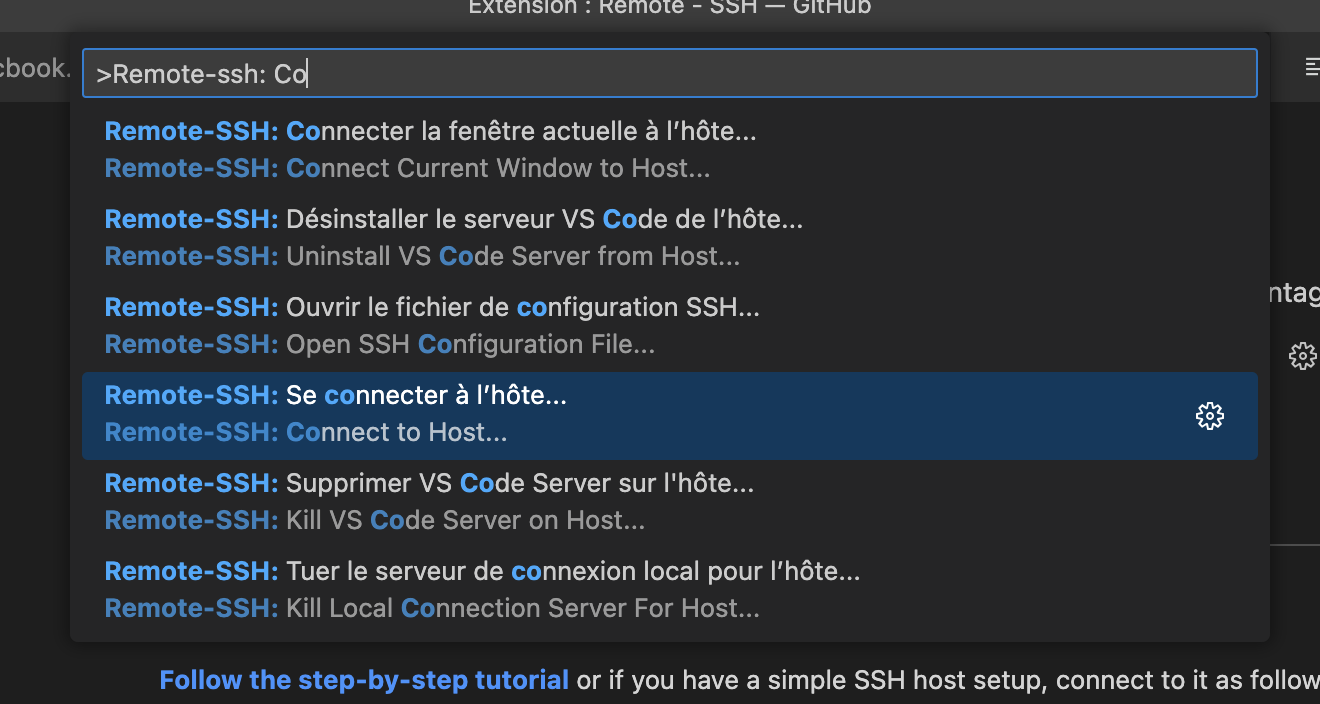 Extension : Remote - SSH — GitHub
>Remote-ssh: Co
Remote-SSH: Connecter la fenêtre actuelle à l’hôte...
Remote-SSH: Connect Current Window to Host...
Remote-SSH: Désinstaller le serveur VS Code de l’hôte...
Remote-SSH: Uninstall VS Code Server from Host...
Remote-SSH: Ouvrir le fichier de configuration SSH...
Remote-SSH: Open SSH Configuration File...
Remote-SSH: Se connecter à l’hôte...
Remote-SSH: Connect to Host...
Remote-SSH: Supprimer VS Code Server sur l'hôte...
Remote-SSH: Kill VS Code Server on Host...
Remote-SSH: Tuer le serveur de connexion local pour l’hôte...
Remote-SSH: Kill Local Connection Server For Host...
Follow the step-by-step tutorial or if you have a simple SSH host setup, connect to it as follow